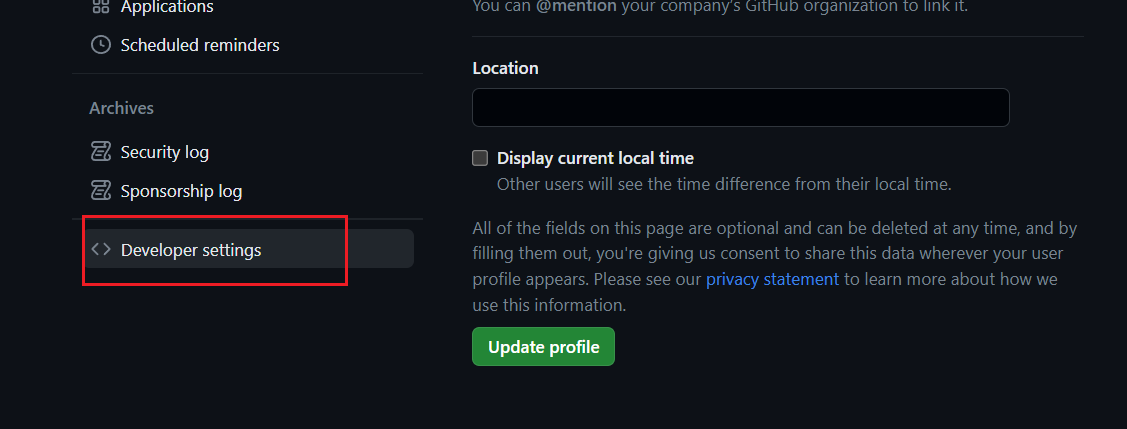 Applications
Scheduled reminders
Archives
Security log
Sponsorship log
Developer settings
You can @mention your company's GitHub organization to link it.
Location
Display current local time
Other users will see the time difference from their local time.
All of the fields on this page are optional and can be deleted at any time, and by
filling them out, you're giving us consent to share this data wherever your user
profile appears. Please see our privacy statement to learn more about how we
use this information.
Update profile